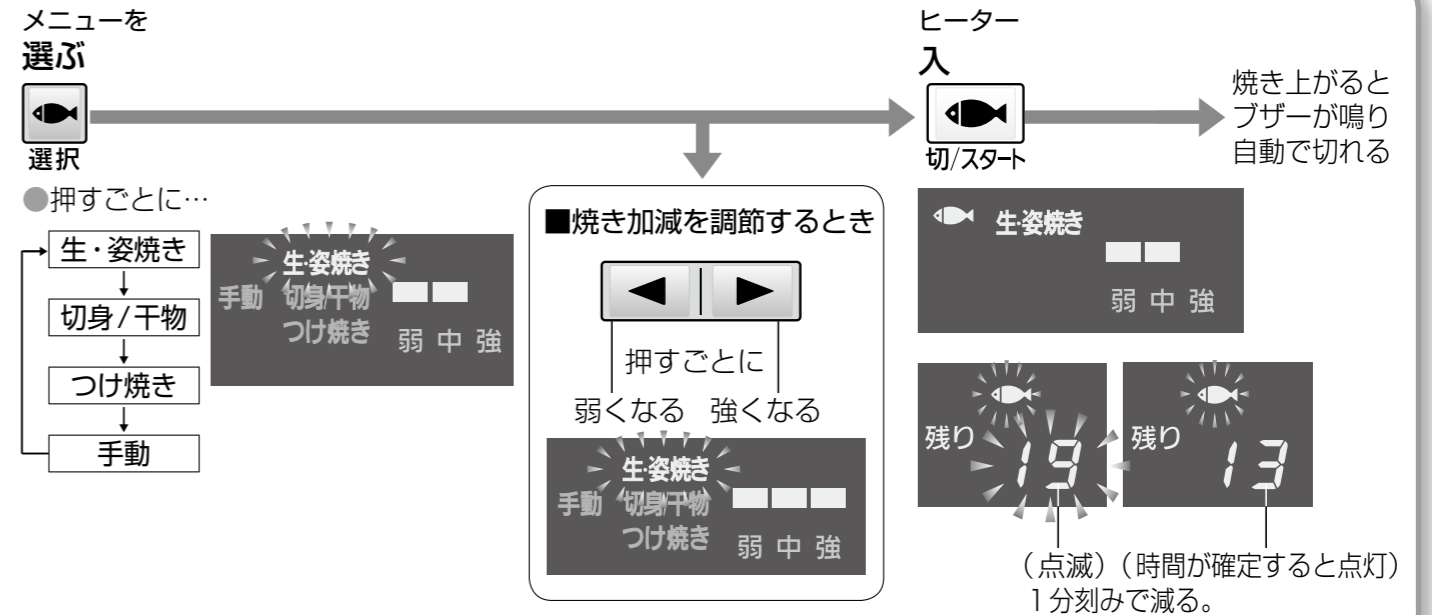 メニューを
選ぶ
選択
●押すごとに…
生・姿焼き
切身/干物
つけ焼き
手動
生・姿焼き
手動 切身/干物
つけ焼き
弱 中 強
■焼き加減を調節するとき
◀ ▶
押すごとに
弱くなる 強くなる
生・姿焼き
手動 切身/干物
つけ焼き
弱 中 強
ヒーター
入
切/スタート
焼き上がると
ブザーが鳴り
自動で切れる
生・姿焼き
弱 中 強
残り 19
残り 13
(点滅)(時間が確定すると点灯)
1分刻みで減る。